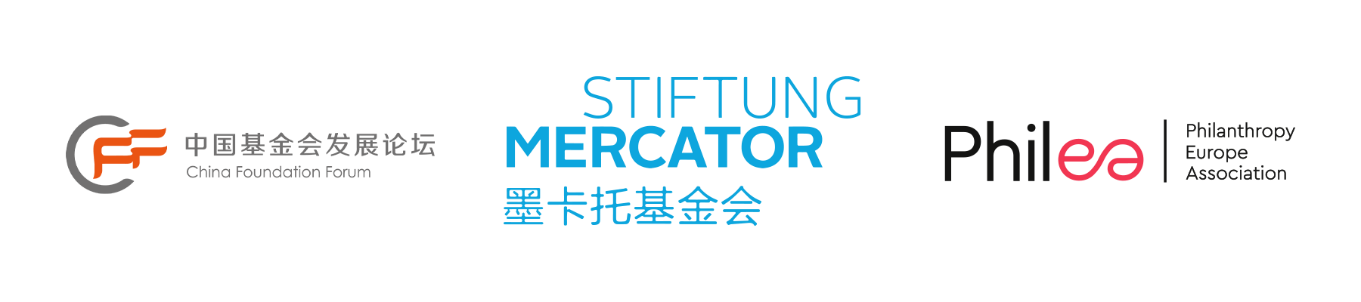 CFF
中国基金会发展论坛
China Foundation Forum
STIFTUNG
MERCATOR
墨卡托基金会
Philea
Philanthropy
Europe
Association